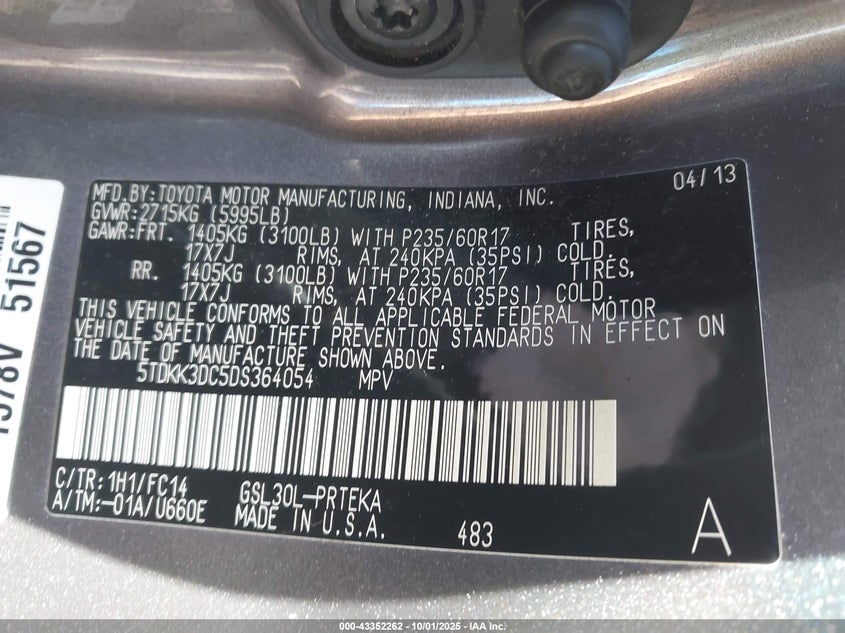 04/13
MFD.BY:TOYOTA MOTOR MANUFACTURING, INDIANA, INC.
GVWR:2715KG (5995LB)
GAWR:FRT. 1405KG (3100LB) WITH P235/60R17 TIRES,
17X7J RIMS, AT 240KPA (35PSI) COLD.
RR. 1405KG (3100LB) WITH P235/60R17 TIRES,
17X7J RIMS, AT 240KPA (35PSI) COLD.
THIS VEHICLE CONFORMS TO ALL APPLICABLE FEDERAL MOTOR
VEHICLE SAFETY AND THEFT PREVENTION STANDARDS IN EFFECT ON
THE DATE OF MANUFACTURE SHOWN ABOVE.
5TDKK3DC5DS364054 MPV
C/TR:1H1/FC14 GSL30L-PRTEKA
A/TM:-01A/U660E MADE IN U.S.A. 483 A
51567
000-43352262 - 10/01/2025 - IAA Inc.